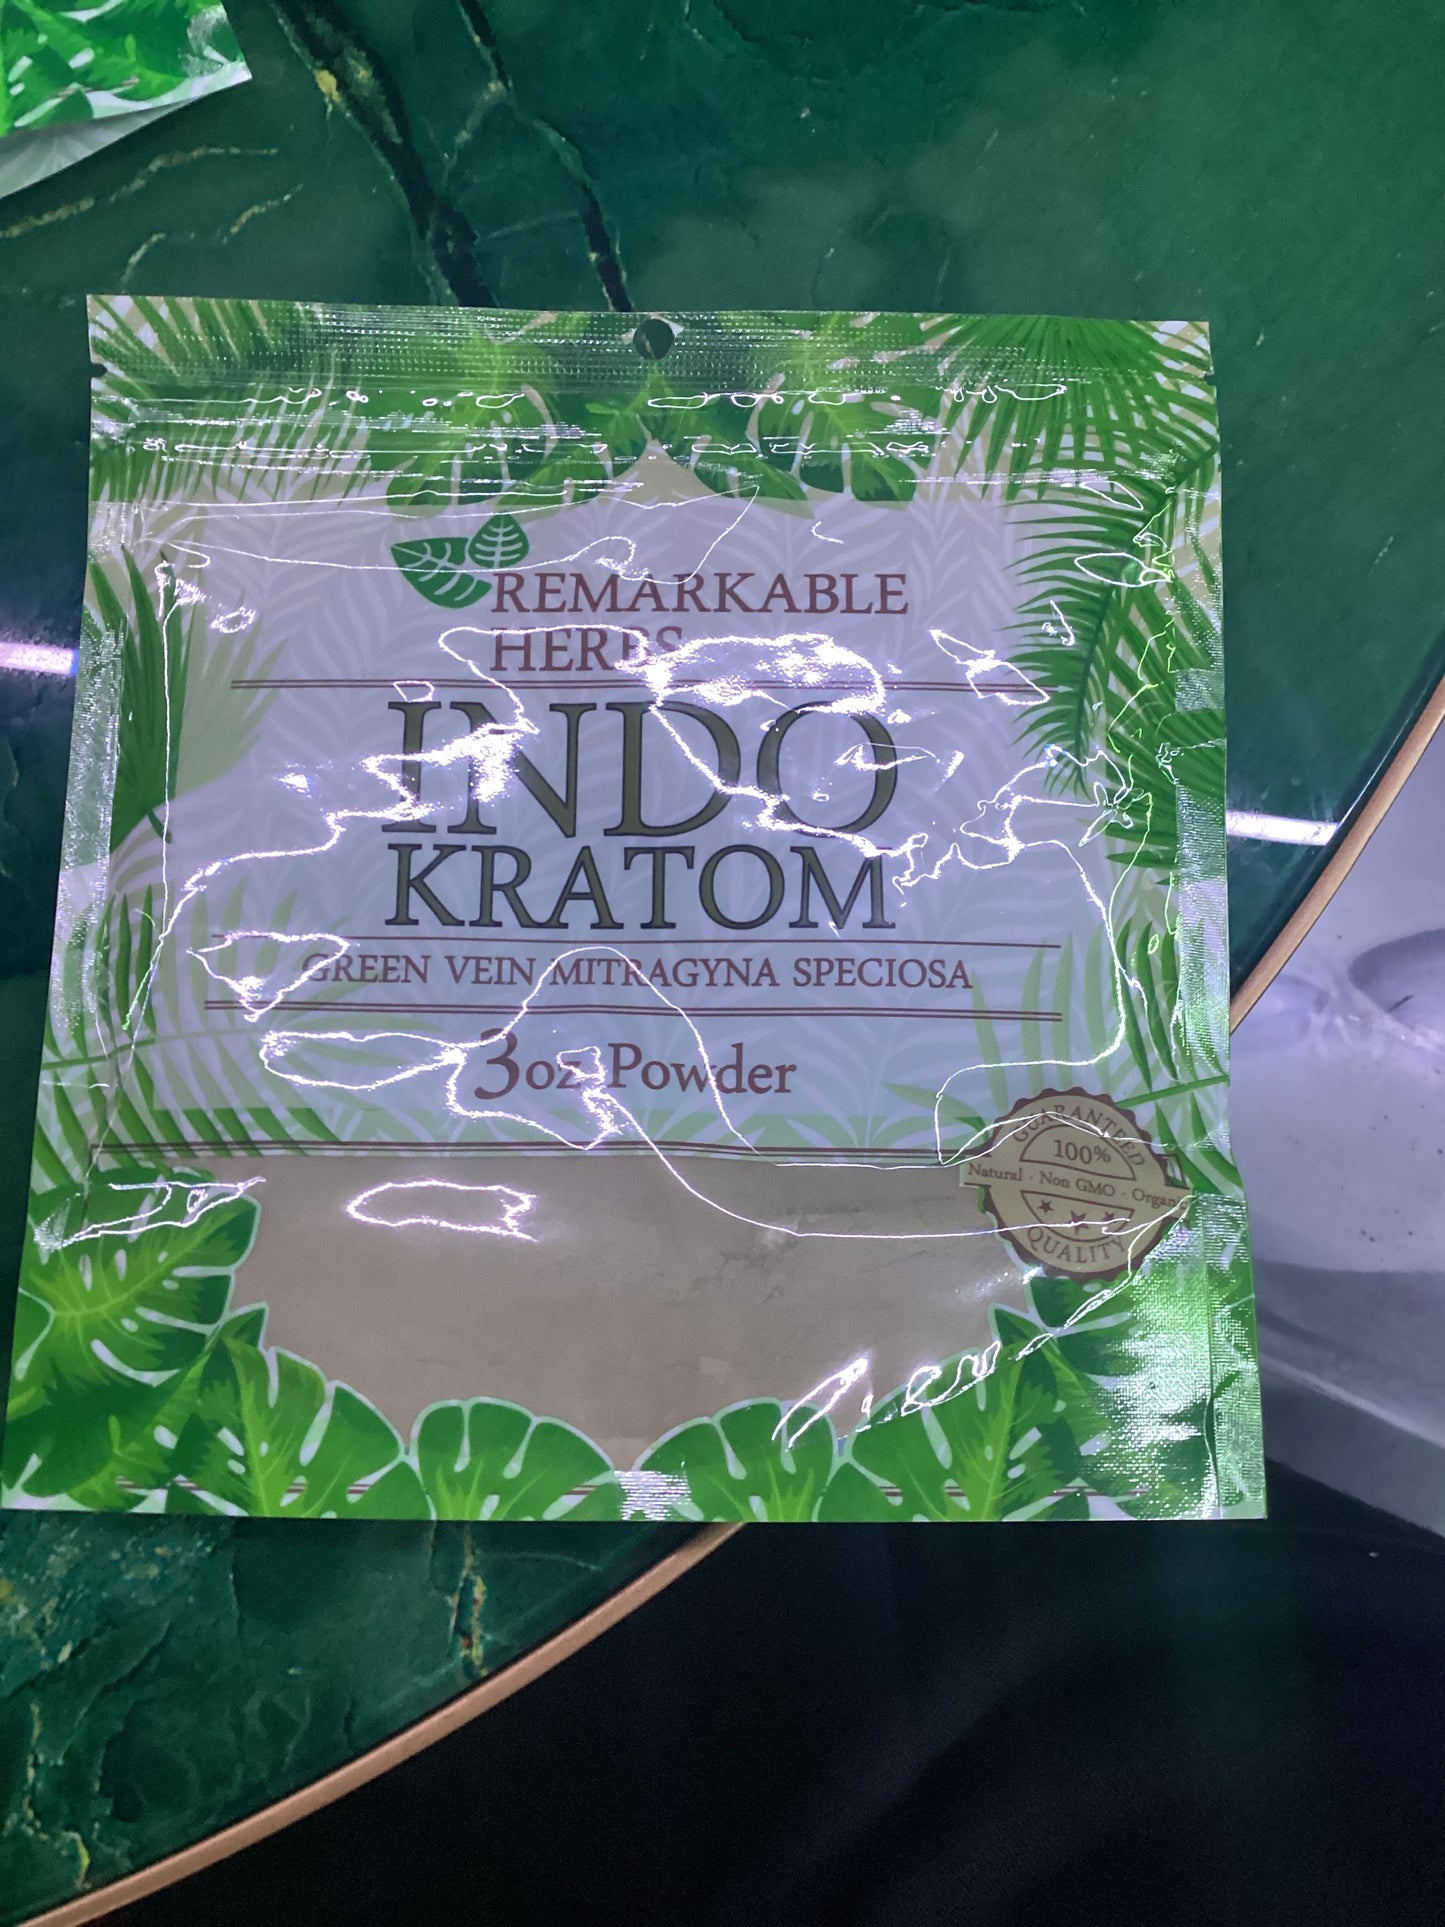 REMARKABLE
HERBS
INDO
KRATOM
GREEN VEIN MITRAGYNA SPECIOSA
3oz Powder
GUARANTEED
100%
Natural · Non GMO · Organ
QUALITY